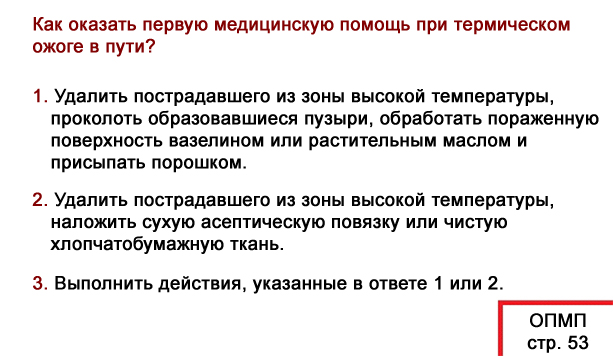 Как оказать первую медицинскую помощь при термическом
ожоге в пути?
1. Удалить пострадавшего из зоны высокой температуры,
проколоть образовавшиеся пузыри, обработать пораженную
поверхность вазелином или растительным маслом и
присыпать порошком.
2. Удалить пострадавшего из зоны высокой температуры,
наложить сухую асептическую повязку или чистую
хлопчатобумажную ткань.
3. Выполнить действия, указанные в ответе 1 или 2.
ОПМП
стр. 53